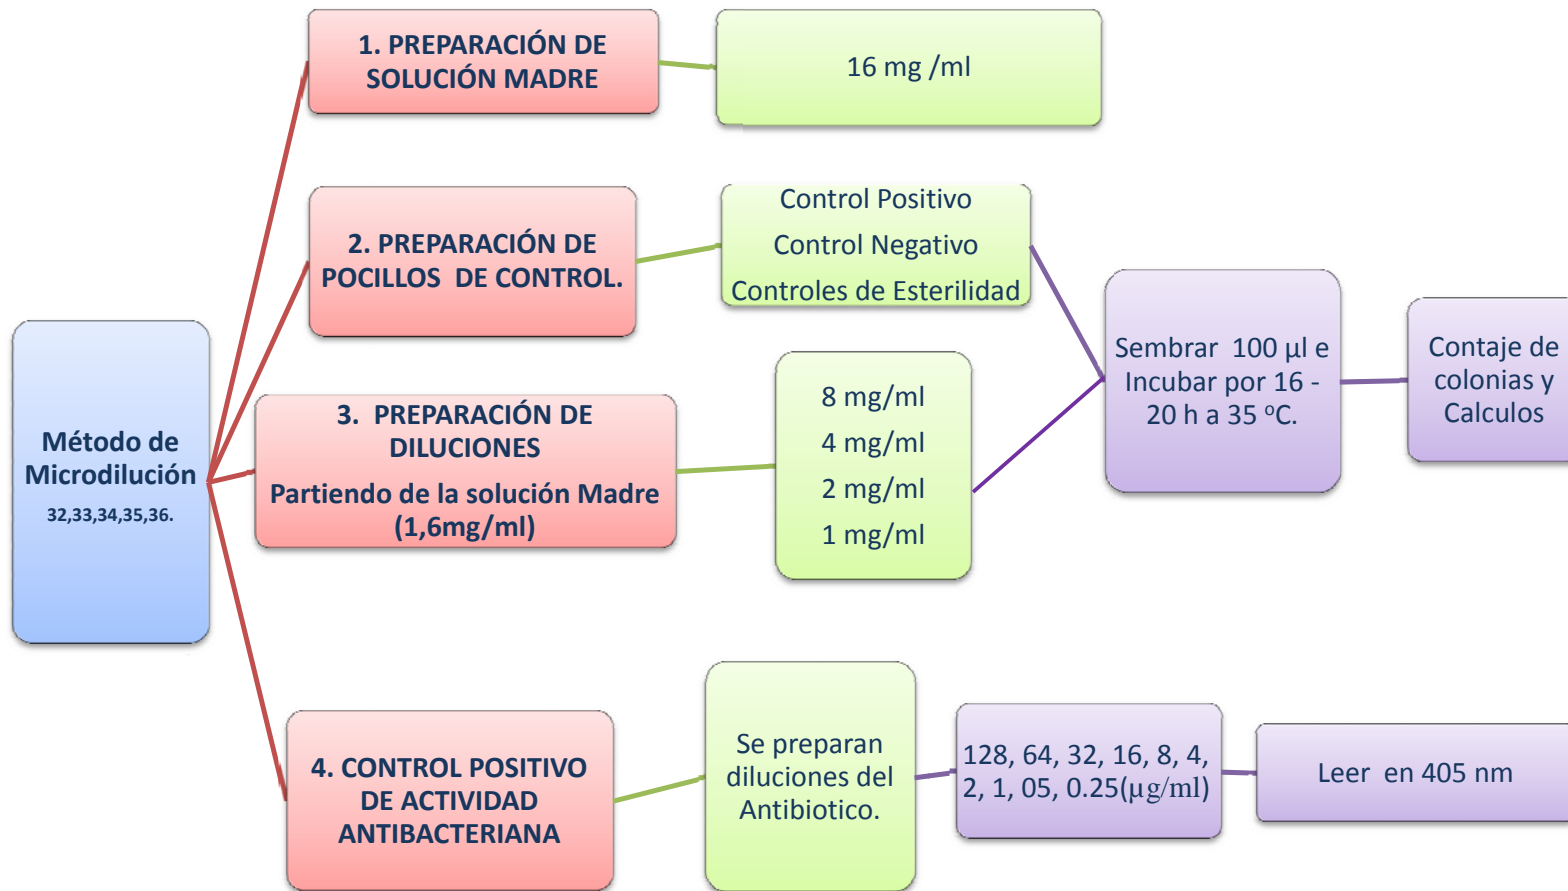 1. PREPARACIÓN DE
SOLUCIÓN MADRE
16 mg /ml
2. PREPARACIÓN DE
POCILLOS DE CONTROL.
Control Positivo
Control Negativo
Controles de Esterilidad
Sembrar 100 µl e
Incubar por 16 -
20 h a 35 °C.
Contaje de
colonias y
Calculos
Método de
Microdilución
32,33,34,35,36.
3. PREPARACIÓN DE
DILUCIONES
Partiendo de la solución Madre
(1,6mg/ml)
8 mg/ml
4 mg/ml
2 mg/ml
1 mg/ml
4. CONTROL POSITIVO
DE ACTIVIDAD
ANTIBACTERIANA
Se preparan
diluciones del
Antibiotico.
128, 64, 32, 16, 8, 4,
2, 1, 05, 0.25(µg/ml)
Leer en 405 nm